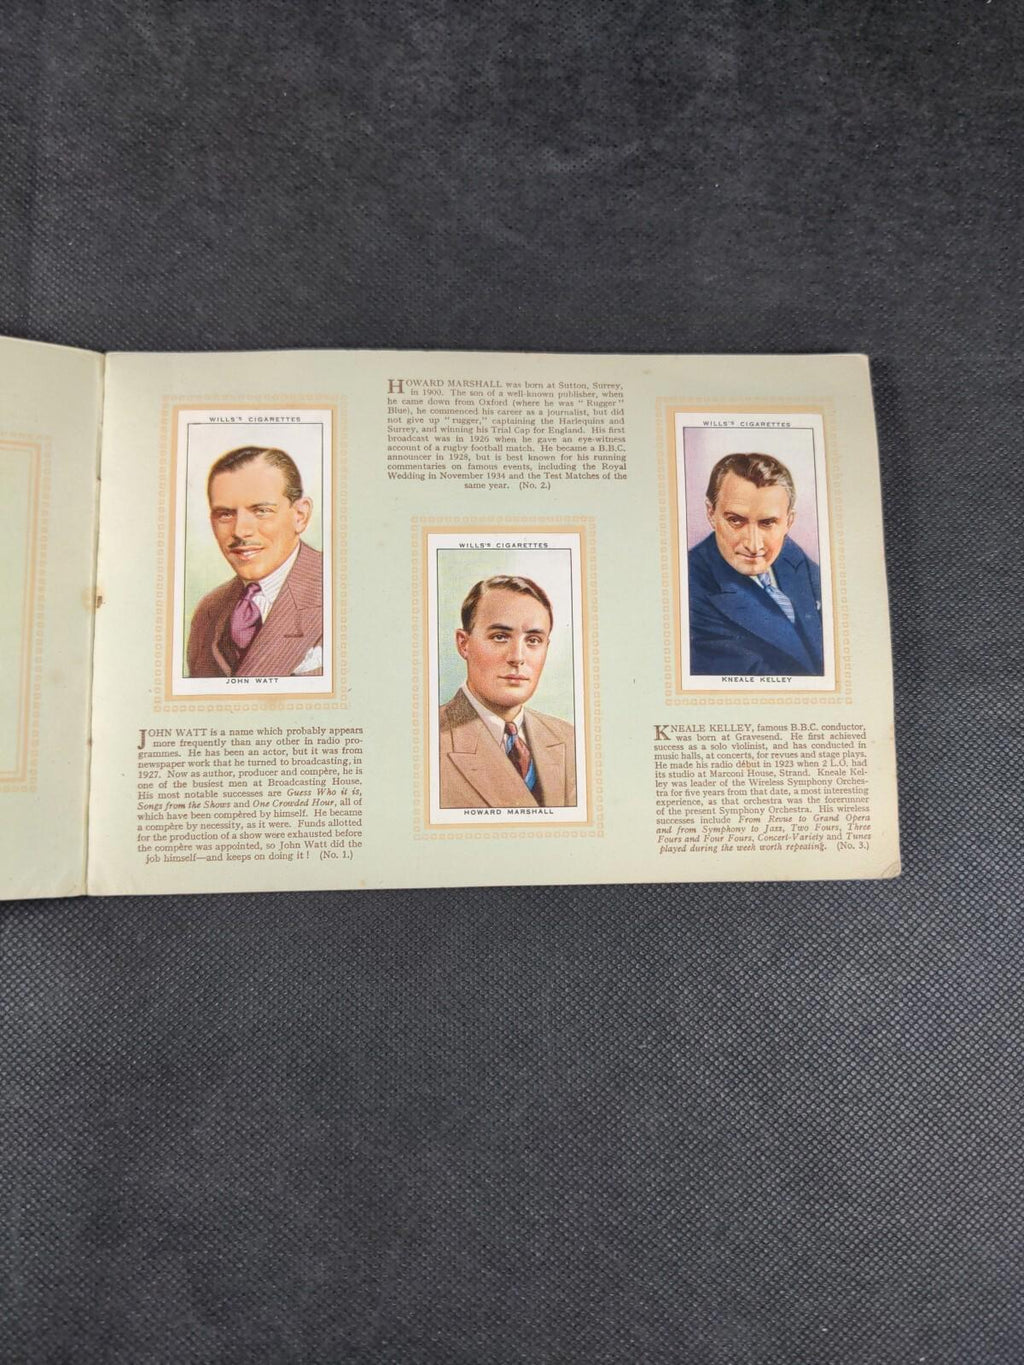 WILLS'S CIGARETTES
JOHN WATT
JOHN WATT is a name which probably appears
more frequently than any other in radio pro-
grammes. He has been an actor, but it was from
newspaper work that he turned to broadcasting, in
1927. Now as author, producer and compère, he is
one of the busiest men at Broadcasting House,
His most notable successes are Guess Who it is,
Songs from the Shows and One Crowded Hour, all of
which have been compèred by himself. He became
a compère by necessity, as it were. Funds allotted
for the production of a show were exhausted before
the compère was appointed, so John Watt did the
job himself—and keeps on doing it! (No. 1.)
HOWARD MARSHALL was born at Sutton, Surrey,
in 1900. The son of a well-known publisher, when
he came down from Oxford (where he was "Rugger"
Blue), he commenced his career as a journalist, but did
not give up "rugger," captaining the Harlequins and
Surrey, and winning his Trial Cap for England. His first
broadcast was in 1926 when he gave an eye-witness
account of a rugby football match. He became a B.B.C.
announcer in 1928, but is best known for his running
commentaries on famous events, including the Royal
Wedding in November 1934 and the Test Matches of the
same year. (No. 2.)
WILLS'S CIGARETTES
HOWARD MARSHALL
WILLS'S CIGARETTES
KNEALE KELLEY
KNEALE KELLEY, famous B.B.C. conductor,
was born at Gravesend. He first achieved
success as a solo violinist, and has conducted in
music halls, at concerts, for revues and stage plays.
He made his radio début in 1923 when 2 L.O. had
its studio at Marconi House, Strand. Kneale Kel-
ley was leader of the Wireless Symphony Orches-
tra for five years from that date, a most interesting
experience, as that orchestra was the forerunner
of the present Symphony Orchestra. His wireless
successes include From Revue to Grand Opera
and from Symphony to Jazz, Two Fours, Three
Fours and Four Fours, Concert-Variety and Tunes
played during the week worth repeating. (No. 3.)